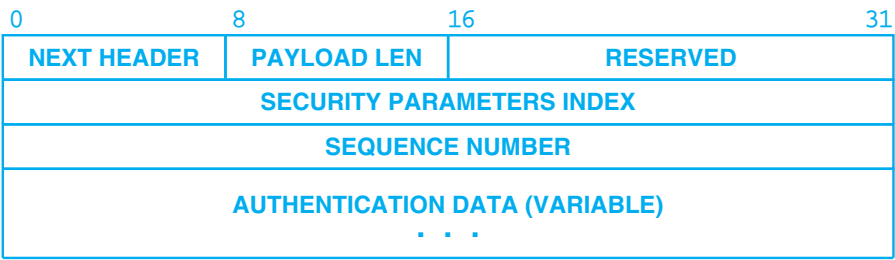 0 8 16 31
NEXT HEADER PAYLOAD LEN RESERVED
SECURITY PARAMETERS INDEX
SEQUENCE NUMBER
AUTHENTICATION DATA (VARIABLE)
. . .